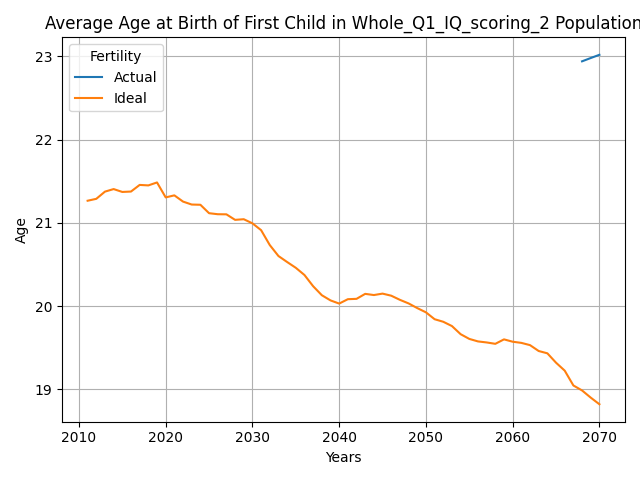 Average Age at Birth of First Child in Whole_Q1_IQ_scoring_2 Population
Fertility
Actual
Ideal
23
22
21
20
19
Age
2010 2020 2030 2040 2050 2060 2070
Years